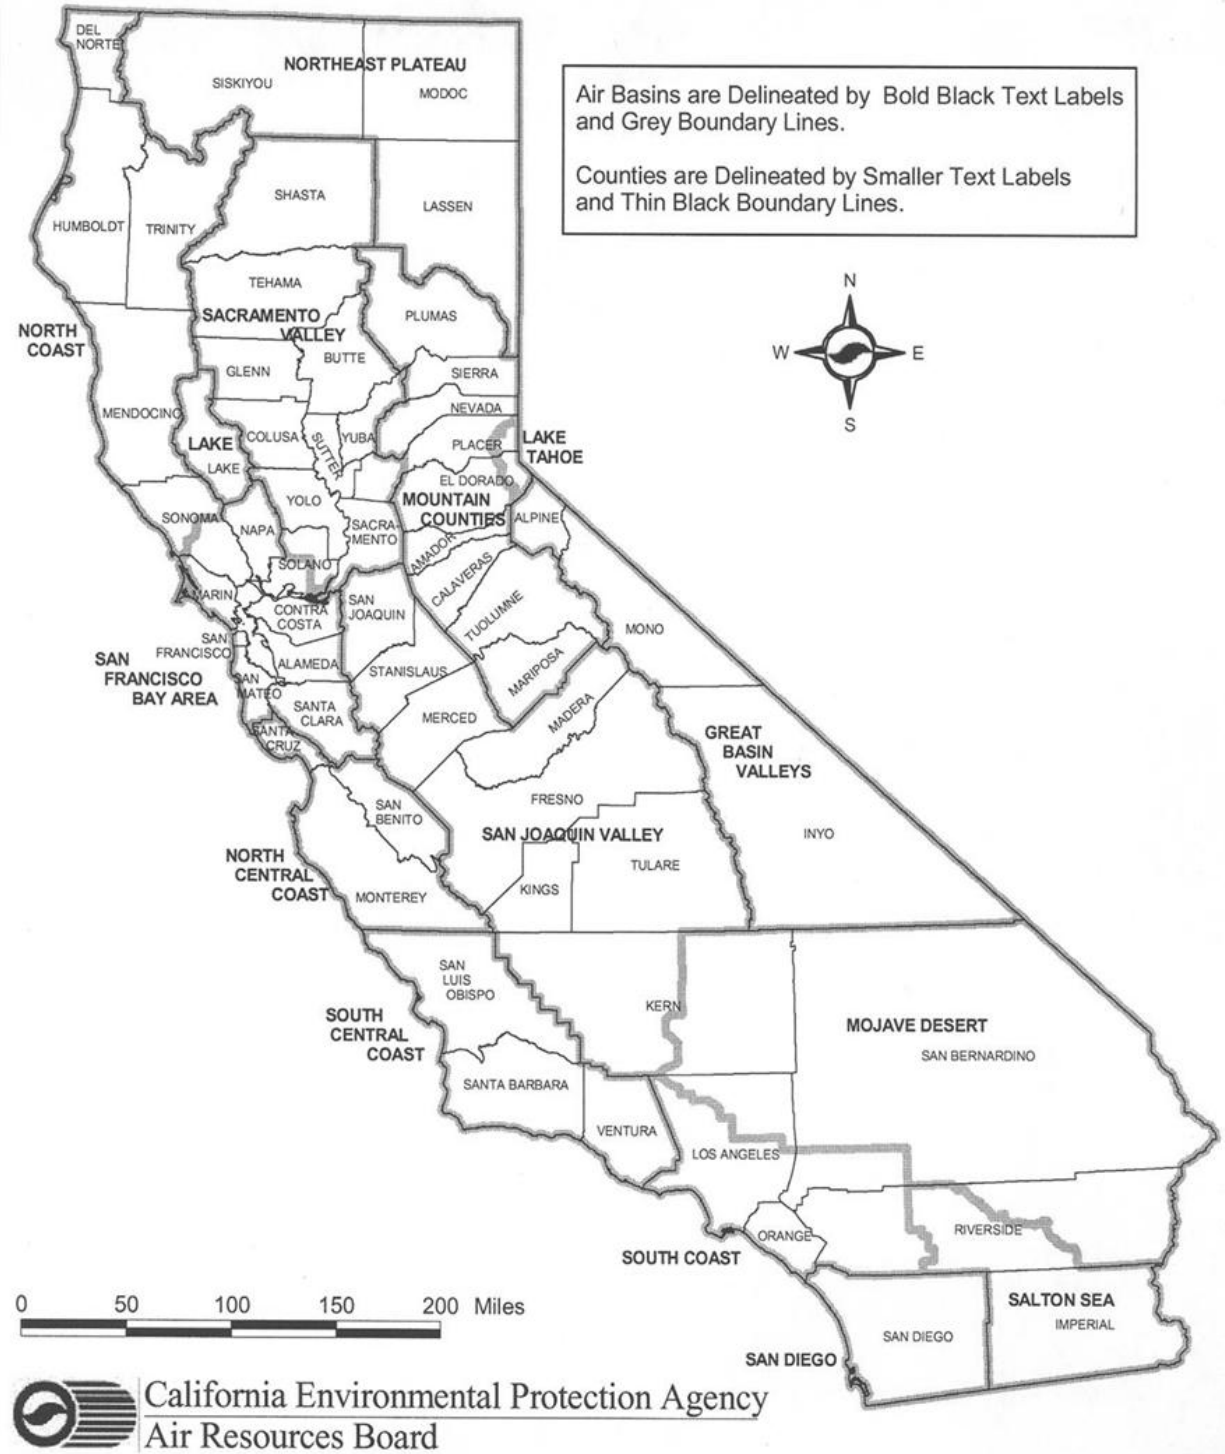 DEL
NORTE
NORTHEAST PLATEAU
SISKIYOU
MODOC
Air Basins are Delineated by Bold Black Text Labels
and Grey Boundary Lines.
Counties are Delineated by Smaller Text Labels
and Thin Black Boundary Lines.
SHASTA
LASSEN
HUMBOLDT
TRINITY
TEHAMA
SACRAMENTO
VALLEY
PLUMAS
NORTH
COAST
BUTTE
GLENN
SIERRA
N
W
E
S
MENDOCINO
NEVADA
COLUSA
SUTTER
YUBA
PLACER
LAKE
TAHOE
LAKE
LAKE
EL DORADO
YOLO
MOUNTAIN
COUNTIES
ALPINE
SONOMA
NAPA
SACRA-
MENTO
AMADOR
SOLANO
CALAVERAS
MARIN
CONTRA
COSTA
SAN
JOAQUIN
TUOLUMNE
MONO
SAN
FRANCISCO
SAN
FRANCISCO
BAY AREA
ALAMEDA
STANISLAUS
MARIPOSA
SAN
MATEO
SANTA
CLARA
MERCED
MADERA
SANTA
CRUZ
GREAT
BASIN
VALLEYS
SAN
BENITO
FRESNO
SAN JOAQUIN VALLEY
INYO
NORTH
CENTRAL
COAST
TULARE
KINGS
MONTEREY
SAN
LUIS
OBISPO
KERN
SOUTH
CENTRAL
COAST
MOJAVE DESERT
SAN BERNARDINO
SANTA BARBARA
VENTURA
LOS ANGELES
RIVERSIDE
ORANGE
SOUTH COAST
SALTON SEA
IMPERIAL
SAN DIEGO
SAN DIEGO
0 50 100 150 200 Miles
California Environmental Protection Agency
Air Resources Board